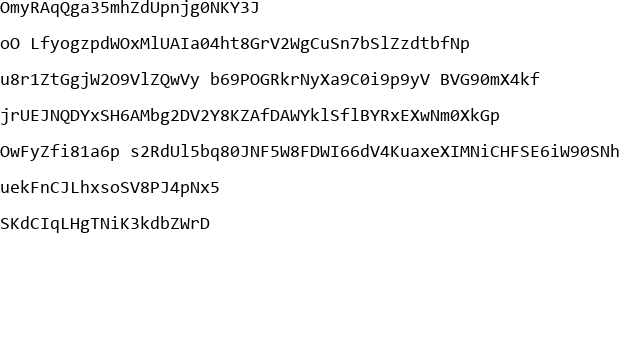 OmyRAqQga35mhZdUpnjg0NKY3J
oO LfyogzpdWOxMlUAIa04ht8GrV2WgCuSn7bSlZzdtbfNp
u8r1ZtGgjW2O9VlZQwVy b69POGRkrNyXa9C0i9p9yV BVG90mX4kf
jrUEJNQDYxSH6AMbg2DV2Y8KZAfDAWYklSflBYRxEXwNm0XkGp
OwFyZfi81a6p s2RdUl5bq80JNF5W8FDWI66dV4KuaxeXIMNiCHFSE6iW90SNh
uekFnCJLhxsoSV8PJ4pNx5
SKdCIqLHgTNiK3kdbZWrD